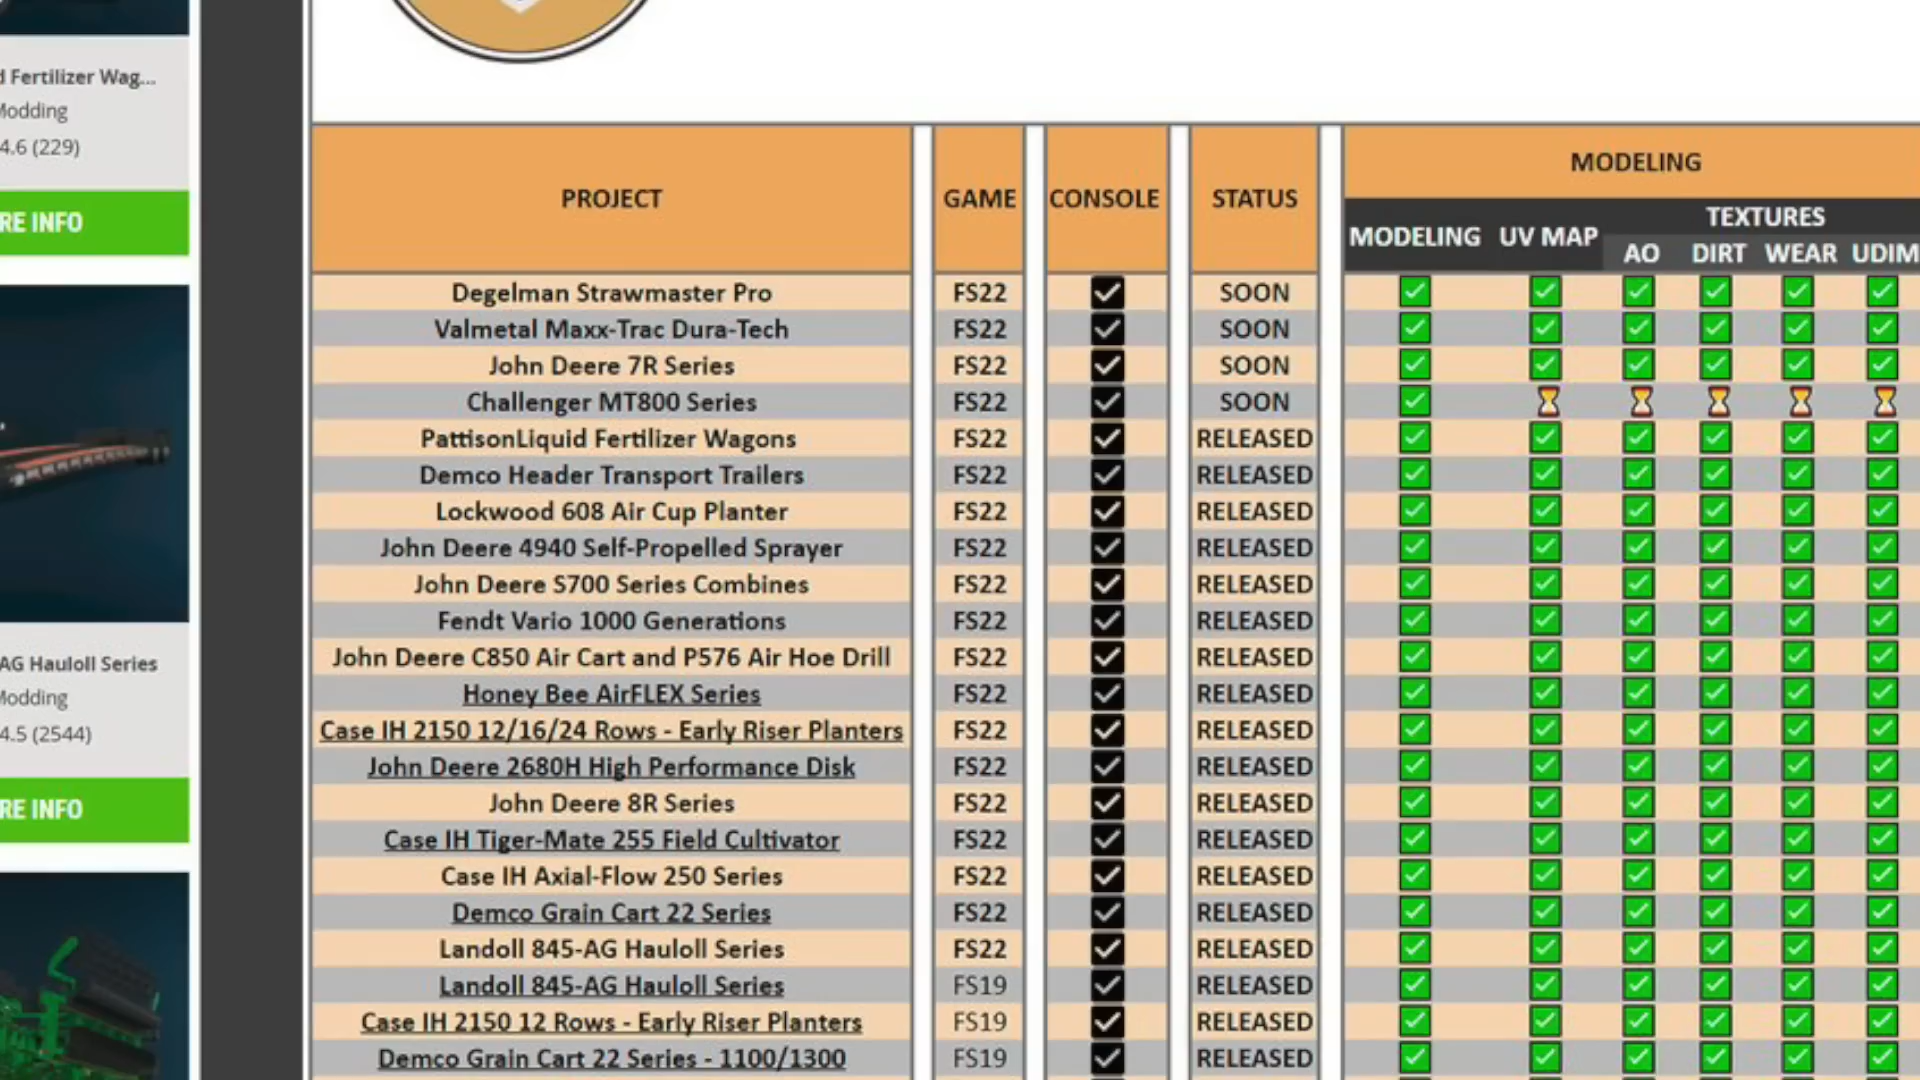 d Fertilizer Wag...
Modding
4.6 (229)
RE INFO
AG Hauloll Series
Modding
4.5 (2544)
RE INFO
PROJECT GAME CONSOLE STATUS MODELING
MODELING UV MAP TEXTURES
AO DIRT WEAR UDIM
Degelman Strawmaster Pro FS22 SOON
Valmetal Maxx-Trac Dura-Tech FS22 SOON
John Deere 7R Series FS22 SOON
Challenger MT800 Series FS22 SOON
PattisonLiquid Fertilizer Wagons FS22 RELEASED
Demco Header Transport Trailers FS22 RELEASED
Lockwood 608 Air Cup Planter FS22 RELEASED
John Deere 4940 Self-Propelled Sprayer FS22 RELEASED
John Deere S700 Series Combines FS22 RELEASED
Fendt Vario 1000 Generations FS22 RELEASED
John Deere C850 Air Cart and P576 Air Hoe Drill FS22 RELEASED
Honey Bee AirFLEX Series FS22 RELEASED
Case IH 2150 12/16/24 Rows - Early Riser Planters FS22 RELEASED
John Deere 2680H High Performance Disk FS22 RELEASED
John Deere 8R Series FS22 RELEASED
Case IH Tiger-Mate 255 Field Cultivator FS22 RELEASED
Case IH Axial-Flow 250 Series FS22 RELEASED
Demco Grain Cart 22 Series FS22 RELEASED
Landoll 845-AG Hauloll Series FS22 RELEASED
Landoll 845-AG Hauloll Series FS19 RELEASED
Case IH 2150 12 Rows - Early Riser Planters FS19 RELEASED
Demco Grain Cart 22 Series - 1100/1300 FS19 RELEASED